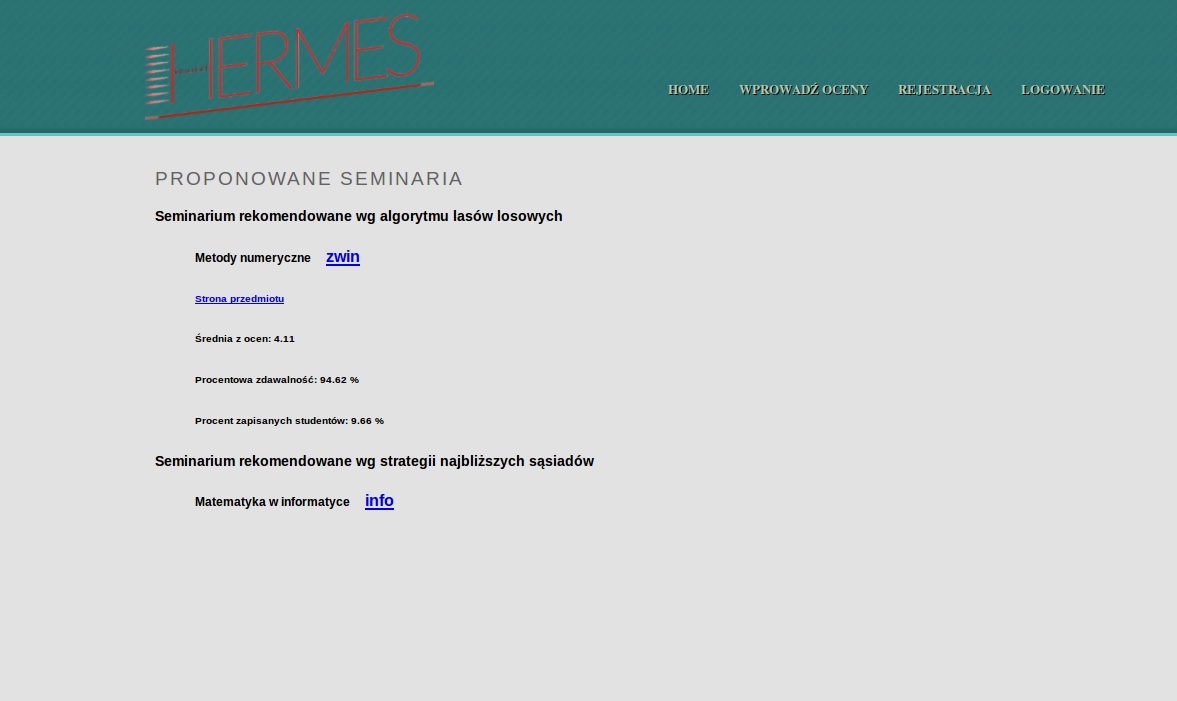 HERMES
HOME WPROWADŹ OCENY REJESTRACJA LOGOWANIE
PROPONOWANE SEMINARIA
Seminarium rekomendowane wg algorytmu lasów losowych
Metody numeryczne zwin
Strona przedmiotu
Średnia z ocen: 4.11
Procentowa zdawalność: 94.62 %
Procent zapisanych studentów: 9.66 %
Seminarium rekomendowane wg strategii najbliższych sąsiadów
Matematyka w informatyce info